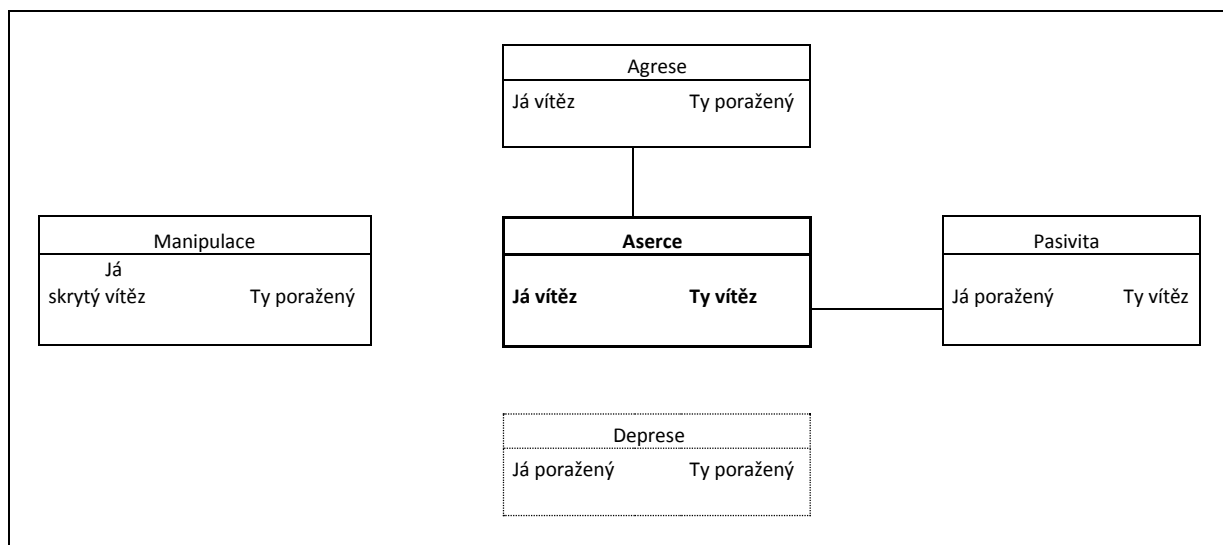 Agrese
Já vítěz Ty poražený
Manipulace
Já
skrytý vítěz Ty poražený
Aserce
Já vítěz Ty vítěz
Pasivita
Já poražený Ty vítěz
Deprese
Já poražený Ty poražený